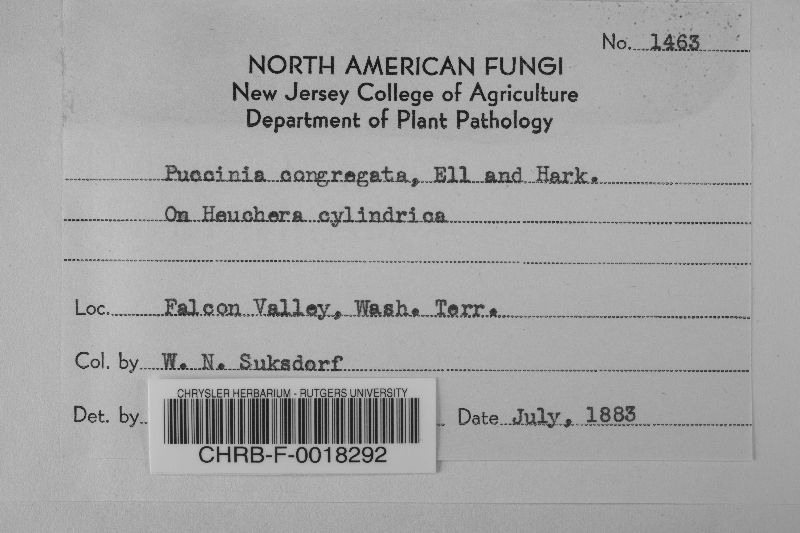 No. 1463
NORTH AMERICAN FUNGI
New Jersey College of Agriculture
Department of Plant Pathology
Puccinia congregata, Ell and Hark.
On Heuchera cylindrica
Loc. Falcon Valley, Wash. Terr.
Col. by W. N. Suksdorf
Det. by Date July, 1883
CHRYSLER HERBARIUM - RUTGERS UNIVERSITY
CHRB-F-0018292